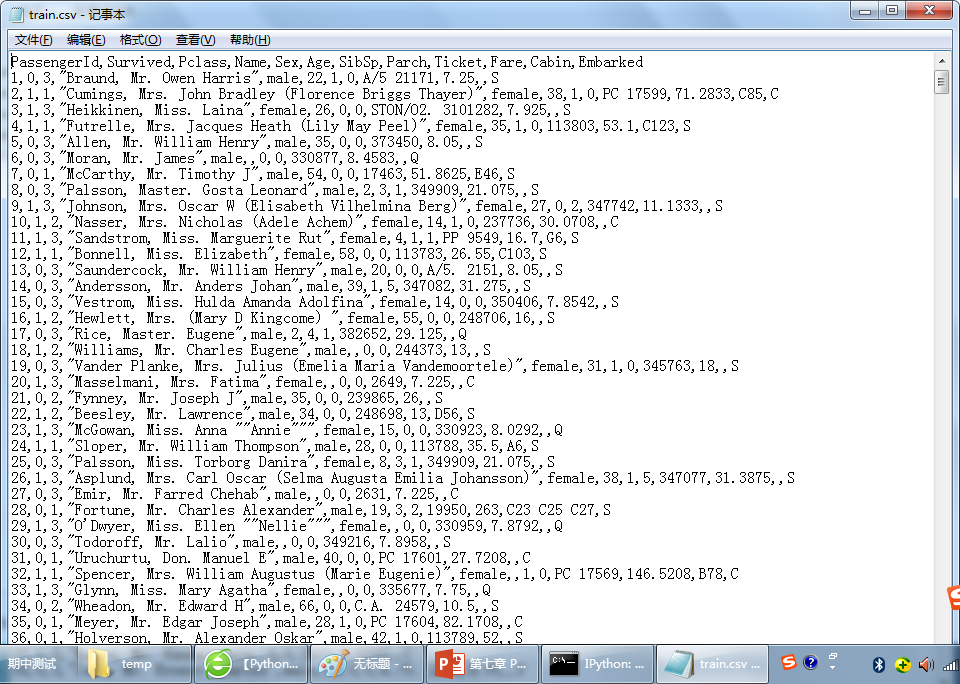 train.csv - 记事本
文件(F) 编辑(E) 格式(O) 查看(V) 帮助(H)
PassengerId,Survived,Pclass,Name,Sex,Age,SibSp,Parch,Ticket,Fare,Cabin,Embarked
1,0,3,"Braund, Mr. Owen Harris",male,22,1,0,A/5 21171,7.25,,S
2,1,1,"Cumings, Mrs. John Bradley (Florence Briggs Thayer)",female,38,1,0,PC 17599,71.2833,C85,C
3,1,3,"Heikkinen, Miss. Laina",female,26,0,0,STON/O2. 3101282,7.925,,S
4,1,1,"Futrelle, Mrs. Jacques Heath (Lily May Peel)",female,35,1,0,113803,53.1,C123,S
5,0,3,"Allen, Mr. William Henry",male,35,0,0,373450,8.05,,S
6,0,3,"Moran, Mr. James",male,,0,0,330877,8.4583,,Q
7,0,1,"McCarthy, Mr. Timothy J",male,54,0,0,17463,51.8625,E46,S
8,0,3,"Palsson, Master. Gosta Leonard",male,2,3,1,349909,21.075,,S
9,1,3,"Johnson, Mrs. Oscar W (Elisabeth Vilhelmina Berg)",female,27,0,2,347742,11.1333,,S
10,1,2,"Nasser, Mrs. Nicholas (Adele Achem)",female,14,1,0,237736,30.0708,,C
11,1,3,"Sandstrom, Miss. Marguerite Rut",female,4,1,1,PP 9549,16.7,G6,S
12,1,1,"Bonnell, Miss. Elizabeth",female,58,0,0,113783,26.55,C103,S
13,0,3,"Saundercock, Mr. William Henry",male,20,0,0,A/5. 2151,8.05,,S
14,0,3,"Andersson, Mr. Anders Johan",male,39,1,5,347082,31.275,,S
15,0,3,"Vestrom, Miss. Hulda Amanda Adolfina",female,14,0,0,350406,7.8542,,S
16,1,2,"Hewlett, Mrs. (Mary D Kingcome) ",female,55,0,0,248706,16,,S
17,0,3,"Rice, Master. Eugene",male,2,4,1,382652,29.125,,Q
18,1,2,"Williams, Mr. Charles Eugene",male,,0,0,244373,13,,S
19,0,3,"Vander Planke, Mrs. Julius (Emelia Maria Vandemoortele)",female,31,1,0,345763,18,,S
20,1,3,"Masselmani, Mrs. Fatima",female,,0,0,2649,7.225,,C
21,0,2,"Fynney, Mr. Joseph J",male,35,0,0,239865,26,,S
22,1,2,"Beesley, Mr. Lawrence",male,34,0,0,248698,13,D56,S
23,1,3,"McGowan, Miss. Anna ""Annie""",female,15,0,0,330923,8.0292,,Q
24,1,1,"Sloper, Mr. William Thompson",male,28,0,0,113788,35.5,A6,S
25,0,3,"Palsson, Miss. Torborg Danira",female,8,3,1,349909,21.075,,S
26,1,3,"Asplund, Mrs. Carl Oscar (Selma Augusta Emilia Johansson)",female,38,1,5,347077,31.3875,,S
27,0,3,"Emir, Mr. Farred Chehab",male,,0,0,2631,7.225,,C
28,0,1,"Fortune, Mr. Charles Alexander",male,19,3,2,19950,263,C23 C25 C27,S
29,1,3,"O'Dwyer, Miss. Ellen ""Nellie""",female,,0,0,330959,7.8792,,Q
30,0,3,"Todoroff, Mr. Lalio",male,,0,0,349216,7.8958,,S
31,0,1,"Uruchurtu, Don. Manuel E",male,40,0,0,PC 17601,27.7208,,C
32,1,1,"Spencer, Mrs. William Augustus (Marie Eugenie)",female,,1,0,PC 17569,146.5208,B78,C
33,1,3,"Glynn, Miss. Mary Agatha",female,,0,0,335677,7.75,,Q
34,0,2,"Wheadon, Mr. Edward H",male,66,0,0,C.A. 24579,10.5,,S
35,0,1,"Meyer, Mr. Edgar Joseph",male,28,1,0,PC 17604,82.1708,,C
36,0,1,"Holverson, Mr. Alexander Oskar",male,42,1,0,113789,52,,S
期中测试 temp 【Python... 无标题 - ... 第七章 P... IPython: ... train.csv ...